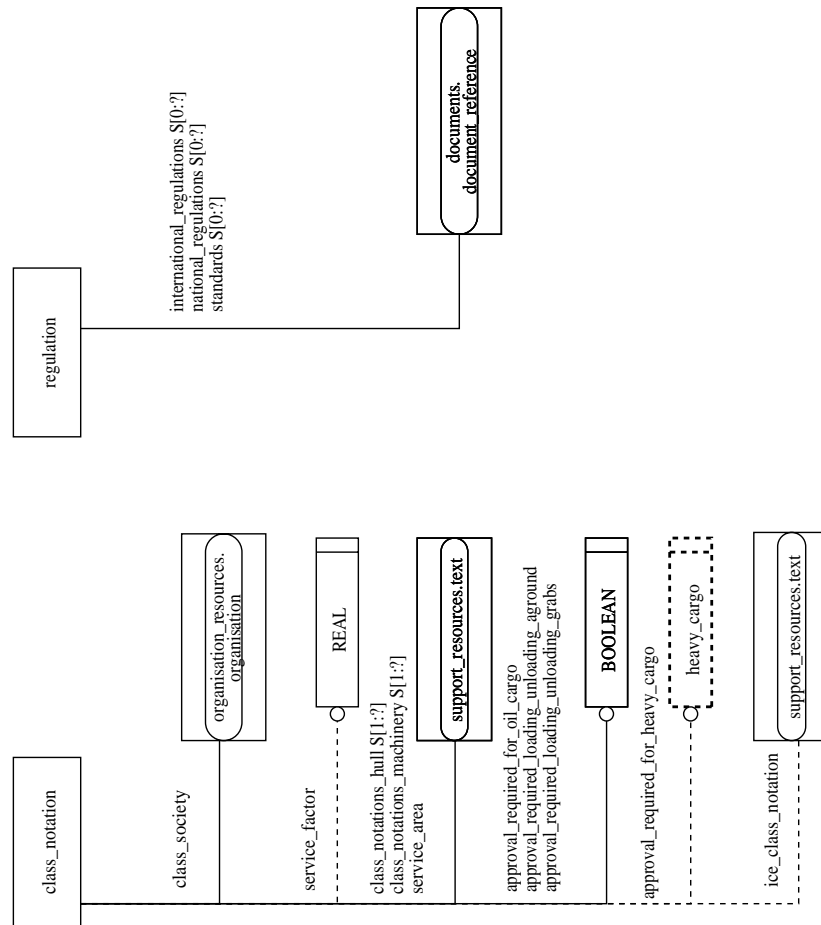 class_notation
class_society
organisation_resources.
organisation
service_factor
REAL
class_notations_hull S[1:?]
class_notations_machinery S[1:?]
service_area
support_resources.text
approval_required_for_oil_cargo
approval_required_loading_unloading_aground
approval_required_loading_unloading_grabs
BOOLEAN
approval_required_for_heavy_cargo
heavy_cargo
ice_class_notation
support_resources.text
regulation
international_regulations S[0:?]
national_regulations S[0:?]
standards S[0:?]
documents.
document_reference